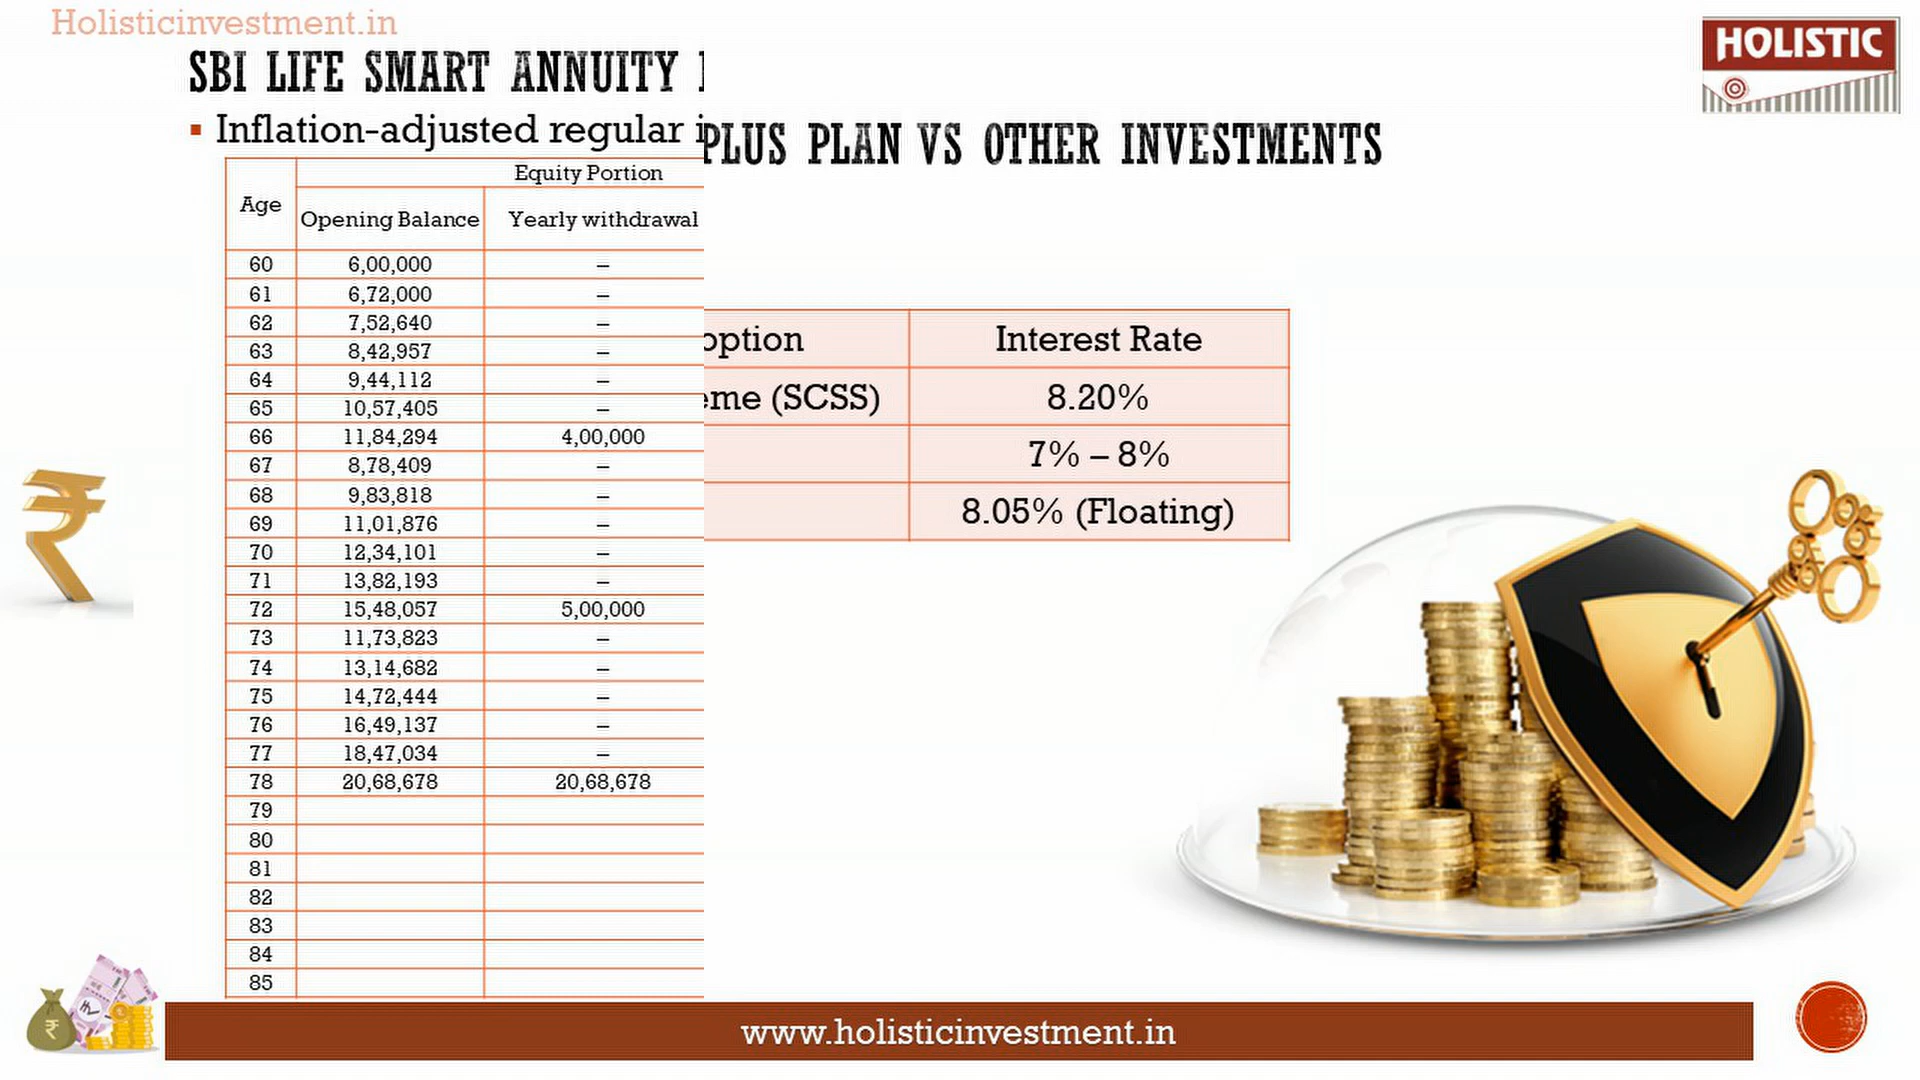 Holisticinvestment.in
HOLISTIC
SBI LIFE SMART ANNUITY
Inflation-adjusted regular
PLUS PLAN VS OTHER INVESTMENTS
Equity Portion
Age Opening Balance Yearly withdrawal
60 6,00,000 –
61 6,72,000 –
62 7,52,640 –
63 8,42,957 –
64 9,44,112 –
65 10,57,405 –
66 11,84,294 4,00,000
67 8,78,409 –
68 9,83,818 –
69 11,01,876 –
70 12,34,101 –
71 13,82,193 –
72 15,48,057 5,00,000
73 11,73,823 –
74 13,14,682 –
75 14,72,444 –
76 16,49,137 –
77 18,47,034 –
78 20,68,678 20,68,678
79
80
81
82
83
84
85
option Interest Rate
eme (SCSS) 8.20%
7% – 8%
8.05% (Floating)
www.holisticinvestment.in